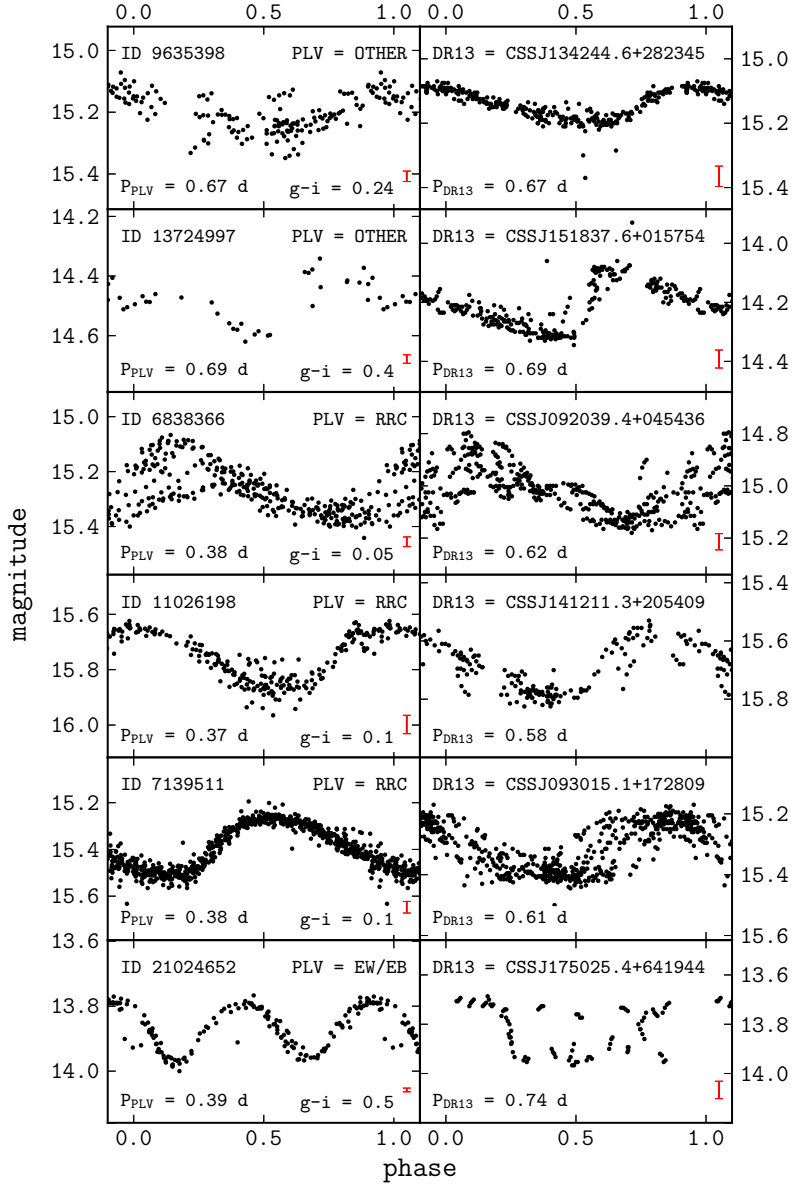 0.0 0.5 1.0 0.0 0.5 1.0
15.0 ID 9635398 PLV = OTHER DR13 = CSSJ134244.6+282345 15.0
15.2 15.2
15.4 P_PLV = 0.67 d g-i = 0.24 P_DR13 = 0.67 d 15.4
14.2 ID 13724997 PLV = OTHER DR13 = CSSJ151837.6+015754 14.0
14.4 14.2
14.6 P_PLV = 0.69 d g-i = 0.4 P_DR13 = 0.69 d 14.4
15.0 ID 6838366 PLV = RRC DR13 = CSSJ092039.4+045436 14.8
15.2 15.0
15.4 P_PLV = 0.38 d g-i = 0.05 P_DR13 = 0.62 d 15.2
magnitude
15.6 ID 11026198 PLV = RRC DR13 = CSSJ141211.3+205409 15.4
15.8 15.6
16.0 P_PLV = 0.37 d g-i = 0.1 P_DR13 = 0.58 d 15.8
15.2 ID 7139511 PLV = RRC DR13 = CSSJ093015.1+172809 15.2
15.4 15.4
15.6 P_PLV = 0.38 d g-i = 0.1 P_DR13 = 0.61 d 15.6
13.6 ID 21024652 PLV = EW/EB DR13 = CSSJ175025.4+641944 13.6
13.8 13.8
14.0 P_PLV = 0.39 d g-i = 0.5 P_DR13 = 0.74 d 14.0
0.0 0.5 1.0 0.0 0.5 1.0
phase